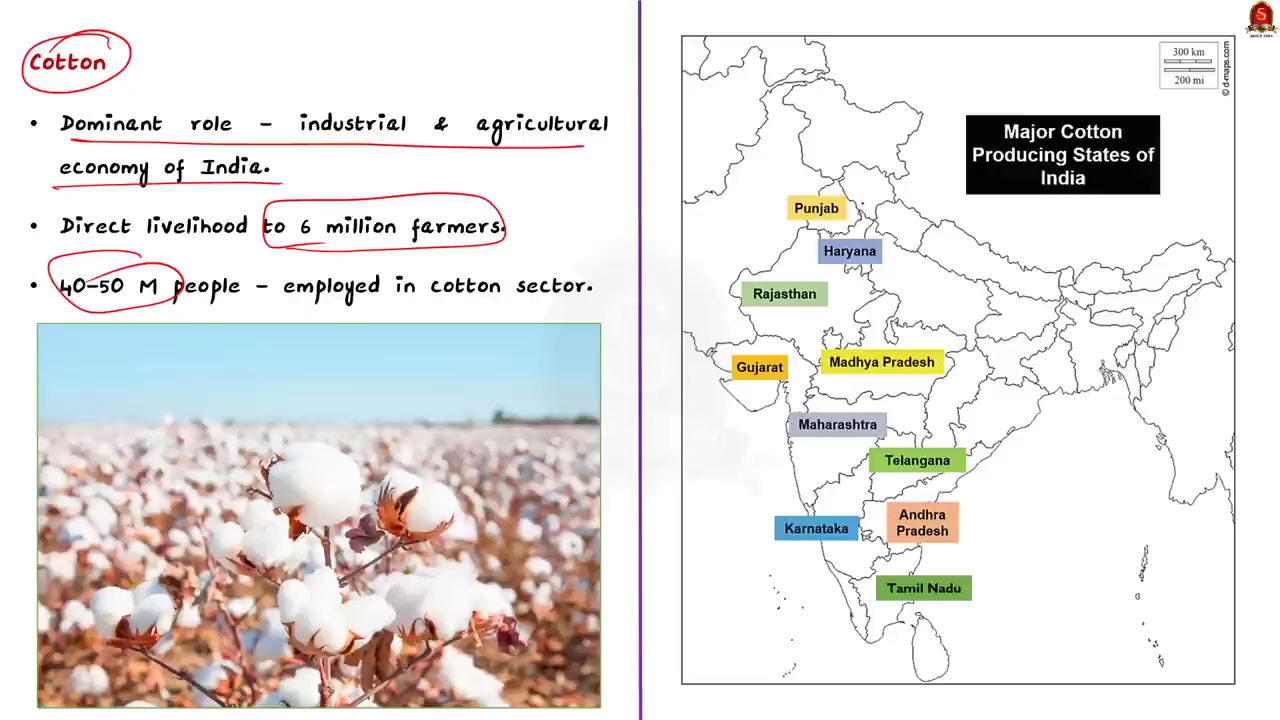 Cotton
• Dominant role - industrial & agricultural
economy of India.
• Direct livelihood to 6 million farmers.
• 40-50 M people - employed in cotton sector.
S
SINCE 2004
300 km
200 mi
© d-maps.com
Major Cotton
Producing States of
India
Punjab
Haryana
Rajasthan
Gujarat
Madhya Pradesh
Maharashtra
Telangana
Karnataka
Andhra
Pradesh
Tamil Nadu